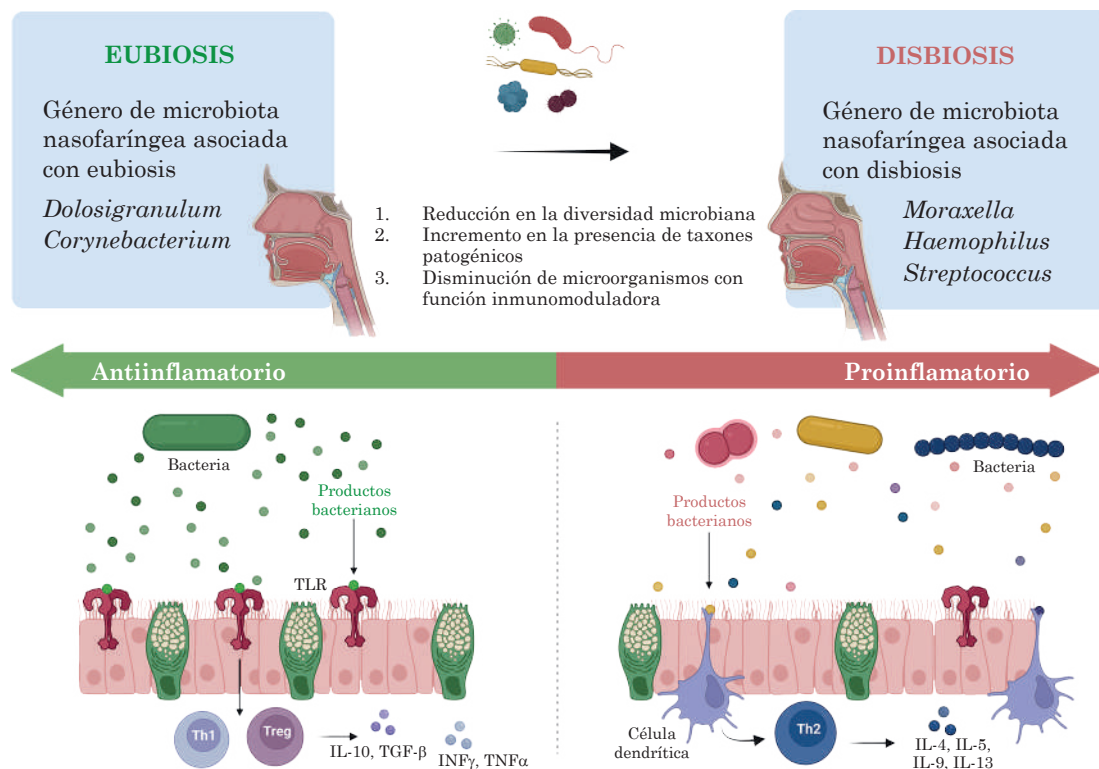 EUBIOSIS
Género de microbiota
nasofaríngea asociada
con eubiosis
Dolosigranulum
Corynebacterium
1. Reducción en la diversidad microbiana
2. Incremento en la presencia de taxones
patogénicos
3. Disminución de microorganismos con
función inmunomoduladora
DISBIOSIS
Género de microbiota
nasofaríngea asociada
con disbiosis
Moraxella
Haemophilus
Streptococcus
Antiinflamatorio
Proinflamatorio
Bacteria
Productos
bacterianos
TLR
Th1
Treg
IL-10, TGF-β
INFγ, TNFα
Bacteria
Productos
bacterianos
Célula
dendrítica
Th2
IL-4, IL-5,
IL-9, IL-13